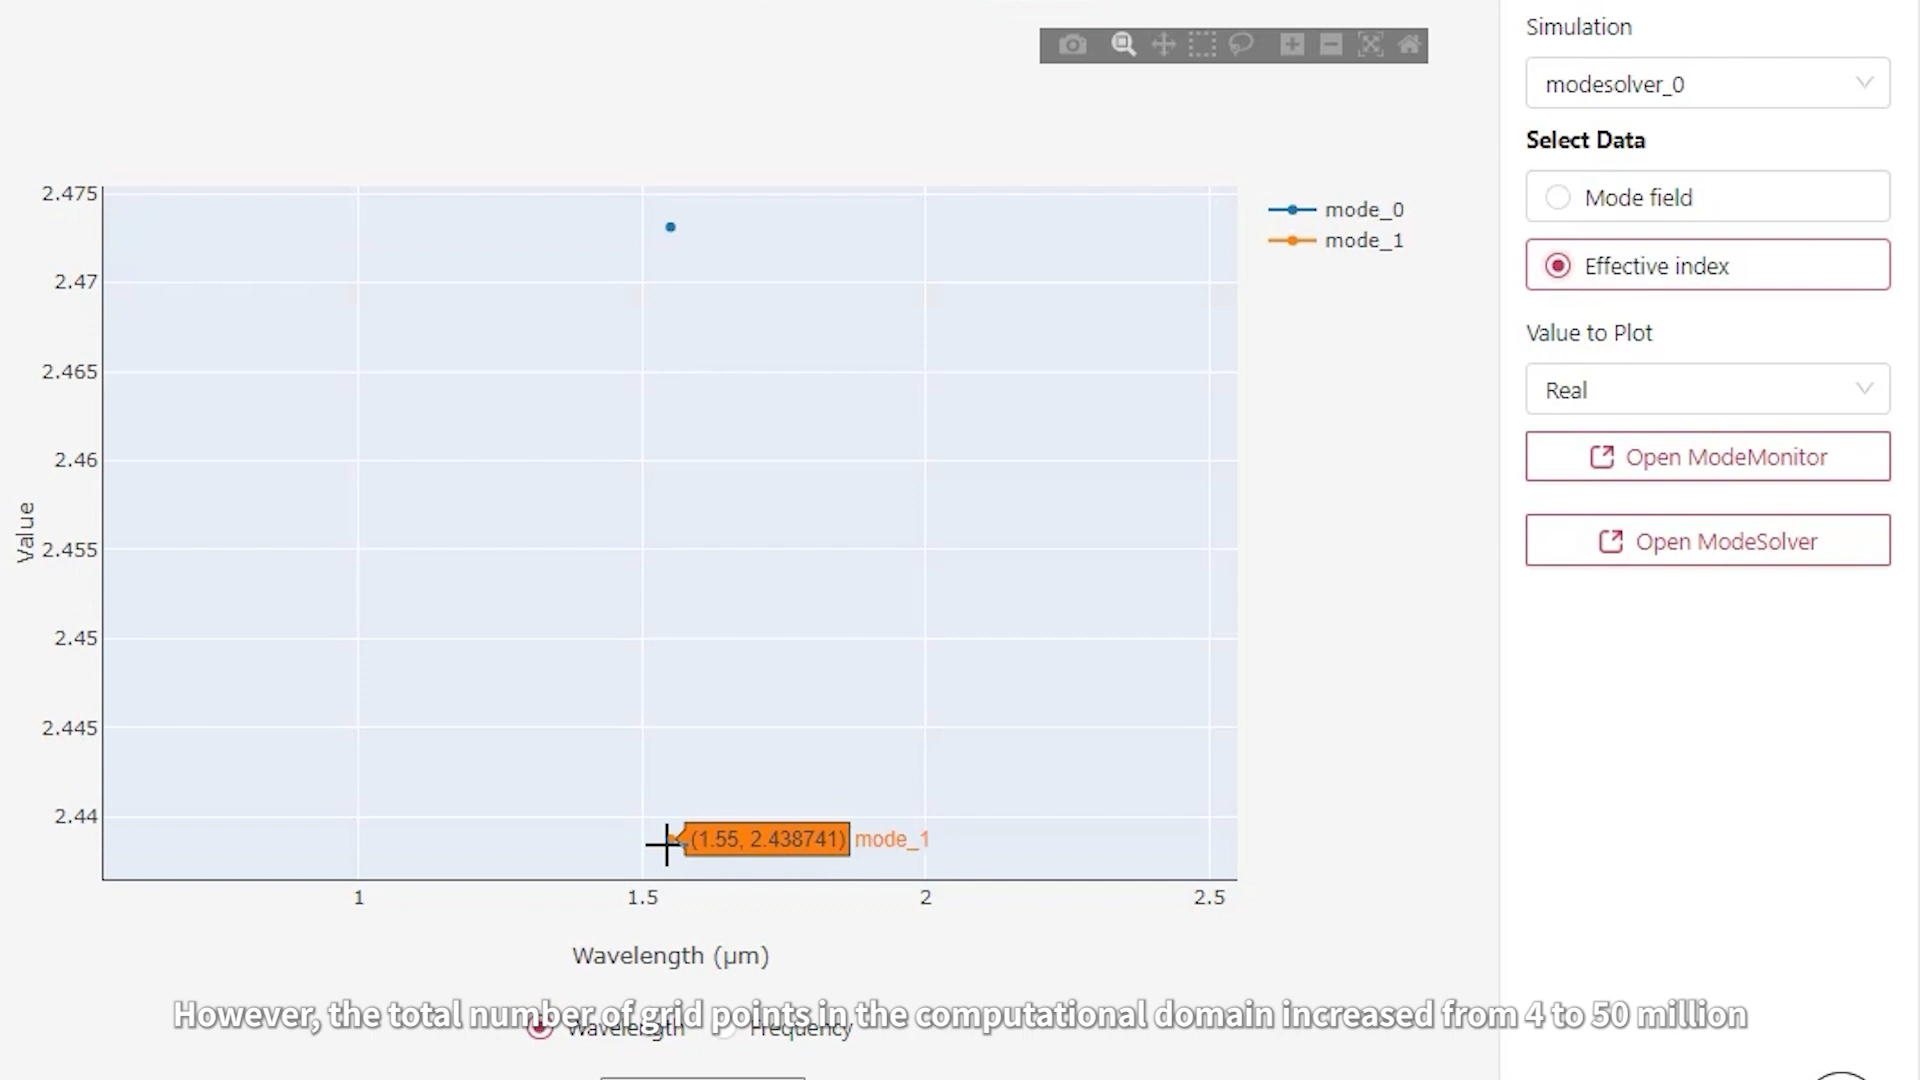 Simulation
modesolver_0
Select Data
Mode field
Effective index
Value to Plot
Real
Open ModeMonitor
Open ModeSolver
mode_0
mode_1
2.475
2.47
2.465
2.46
2.455
2.45
2.445
2.44
Value
(1.55, 2.438741) mode_1
1 1.5 2 2.5
Wavelength (μm)
Wavelength Frequency
However, the total number of grid points in the computational domain increased from 4 to 50 million